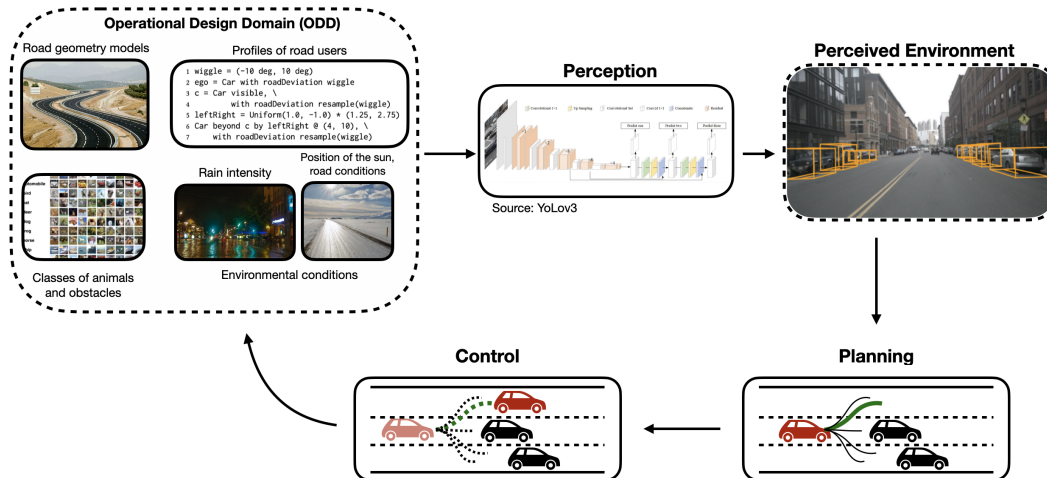 Operational Design Domain (ODD)
Road geometry models
Profiles of road users
1 wiggle = (-10 deg, 10 deg)
2 ego = Car with roadDeviation wiggle
3 c = Car visible, \
4 with roadDeviation resample(wiggle)
5 leftRight = Uniform(1.0, -1.0) * (1.25, 2.75)
6 Car beyond c by leftRight @ (4, 10), \
7 with roadDeviation resample(wiggle)
Rain intensity
Position of the sun,
road conditions
Classes of animals
and obstacles
Environmental conditions
Perception
Source: YoLov3
Perceived Environment
Control
Planning